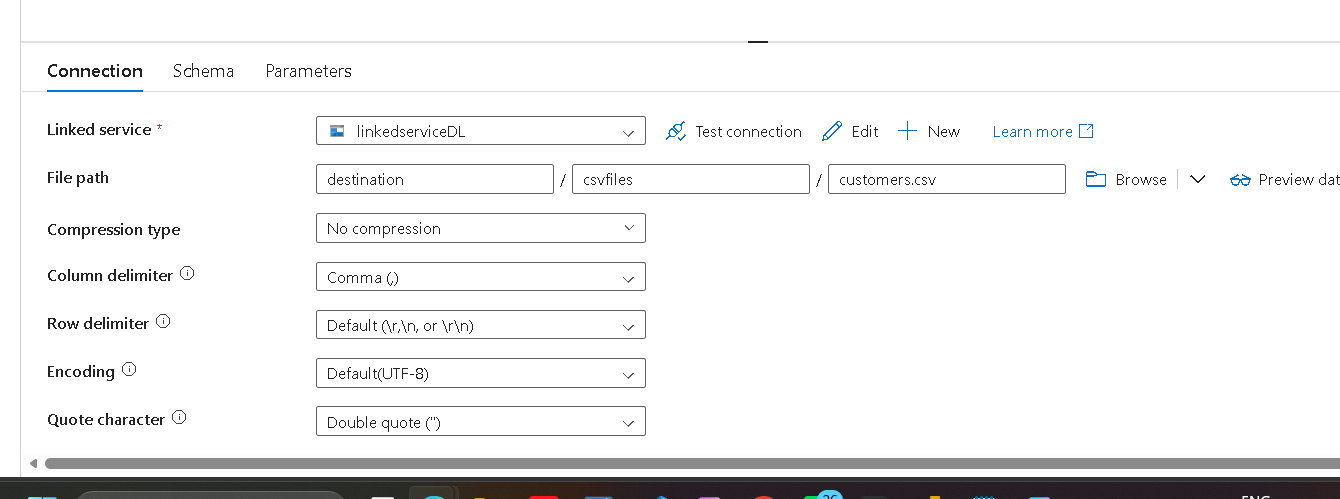 Connection Schema Parameters
Linked service * linkedserviceDL Test connection Edit New Learn more
File path destination / csvfiles / customers.csv Browse Preview dat
Compression type No compression
Column delimiter Comma (,)
Row delimiter Default (\r,\n, or \r\n)
Encoding Default(UTF-8)
Quote character Double quote (")